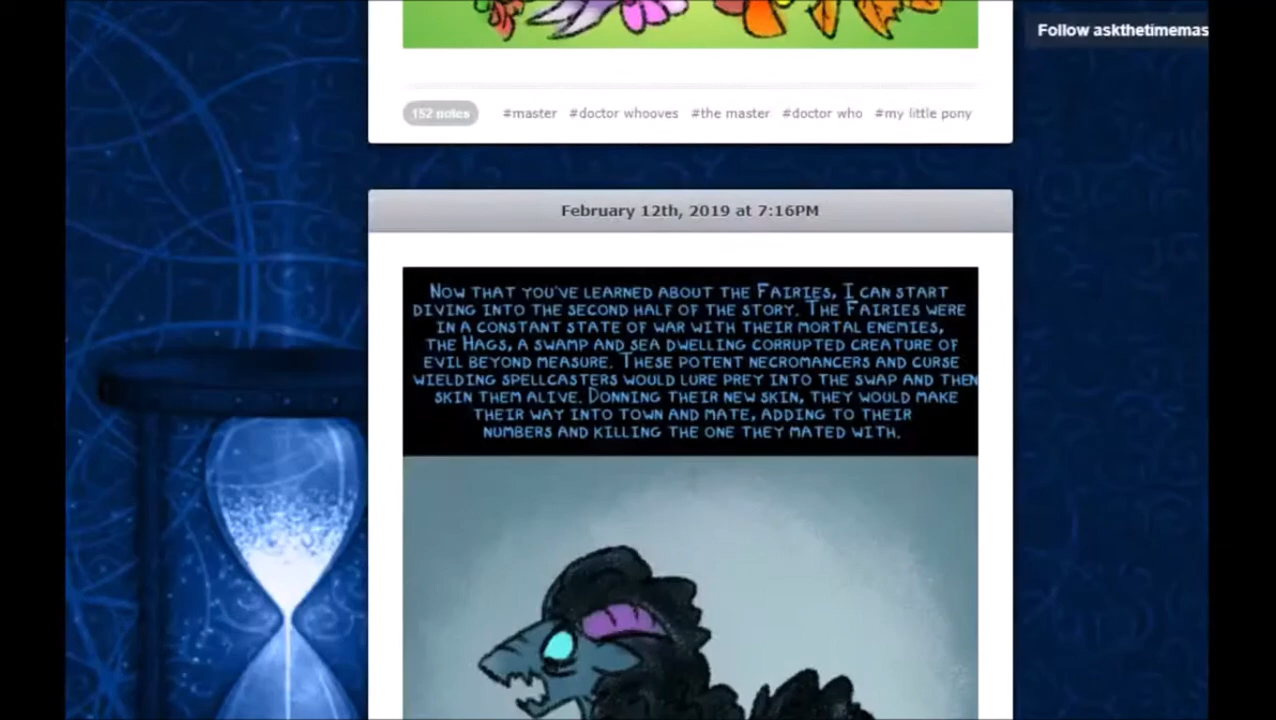 Follow askthetimemas
152 notes #master #doctor whooves #the master #doctor who #my little pony
February 12th, 2019 at 7:16PM
Now that you've learned about the Fairies, I can start
diving into the second half of the story. The Fairies were
in a constant state of war with their mortal enemies,
the Hags, a swamp and sea dwelling corrupted creature of
evil beyond measure. These potent necromancers and curse
wielding spellcasters would lure prey into the swap and then
skin them alive. Donning their new skin, they would make
their way into town and mate, adding to their
numbers and killing the one they mated with.